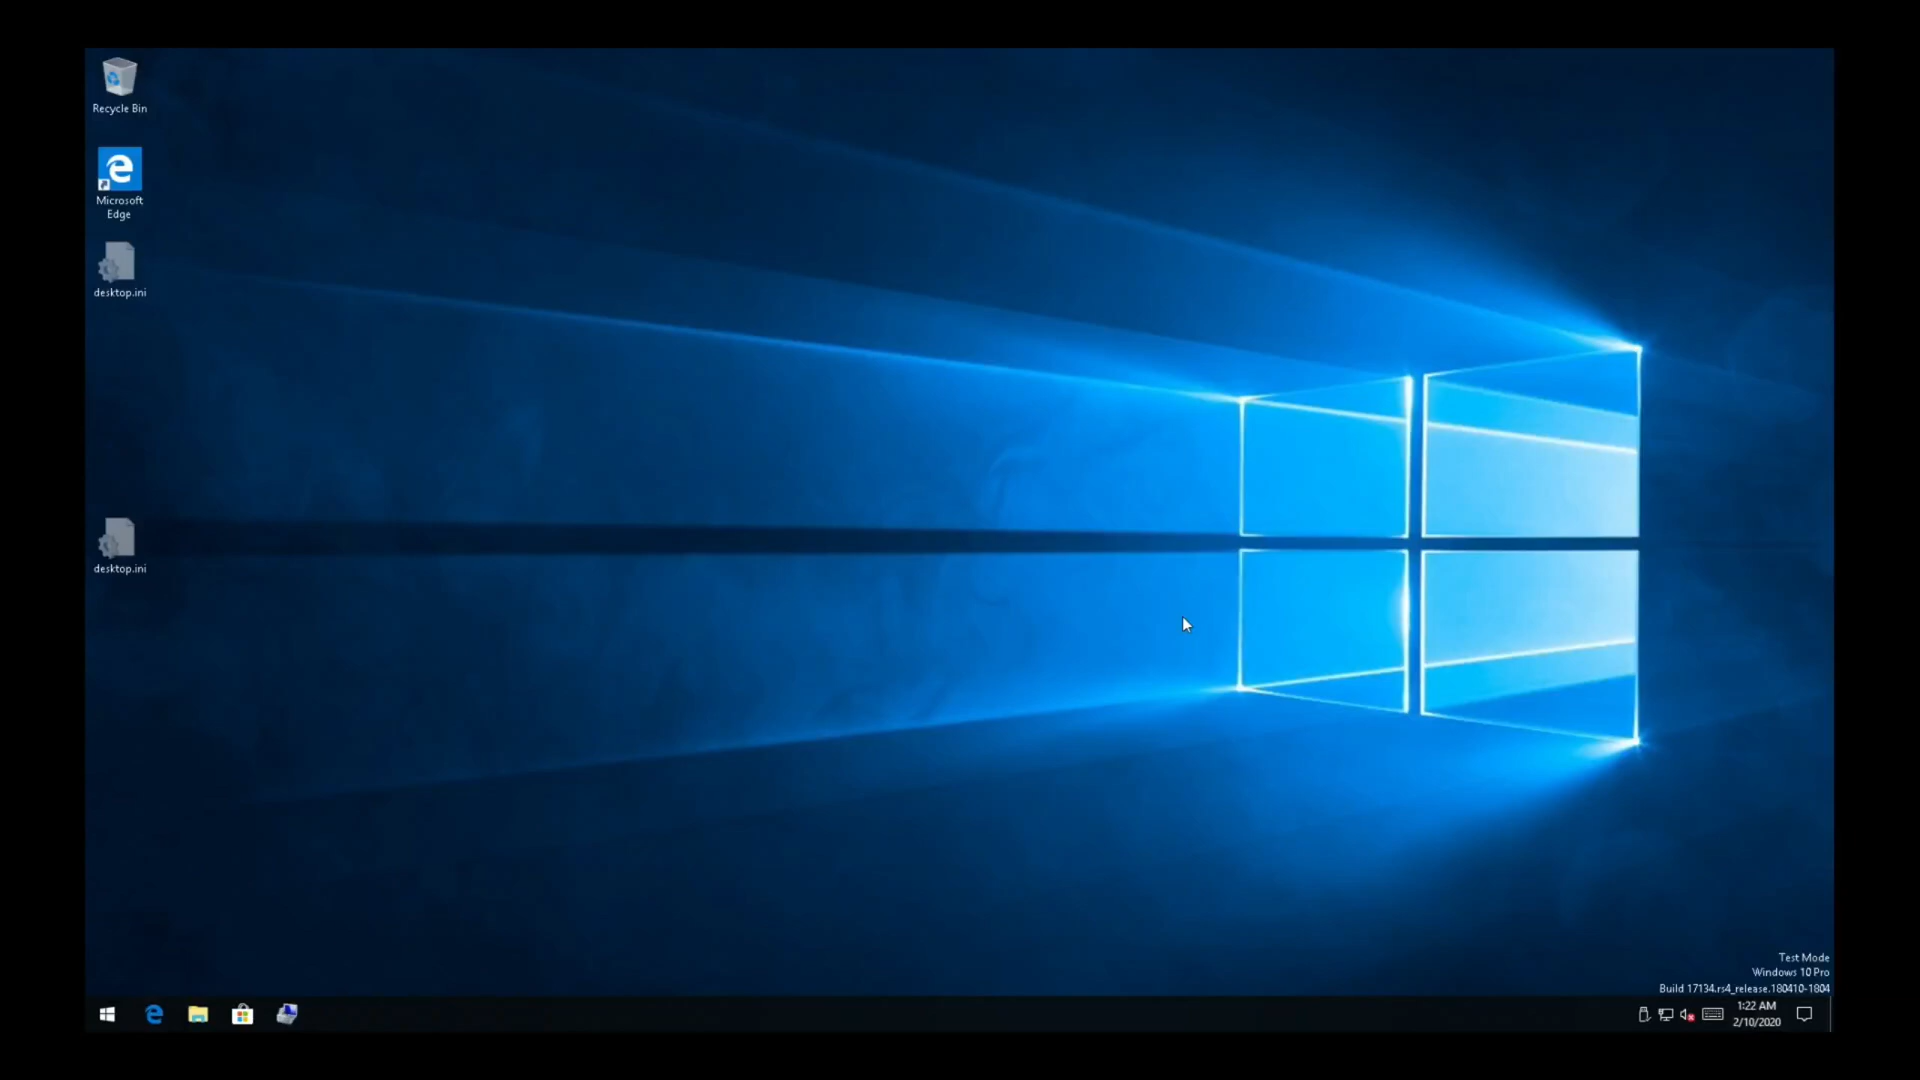 Recycle Bin
Microsoft
Edge
desktop.ini
desktop.ini
Test Mode
Windows 10 Pro
Build 17134.rs4_release.180410-1804
1:22 AM
2/10/2020